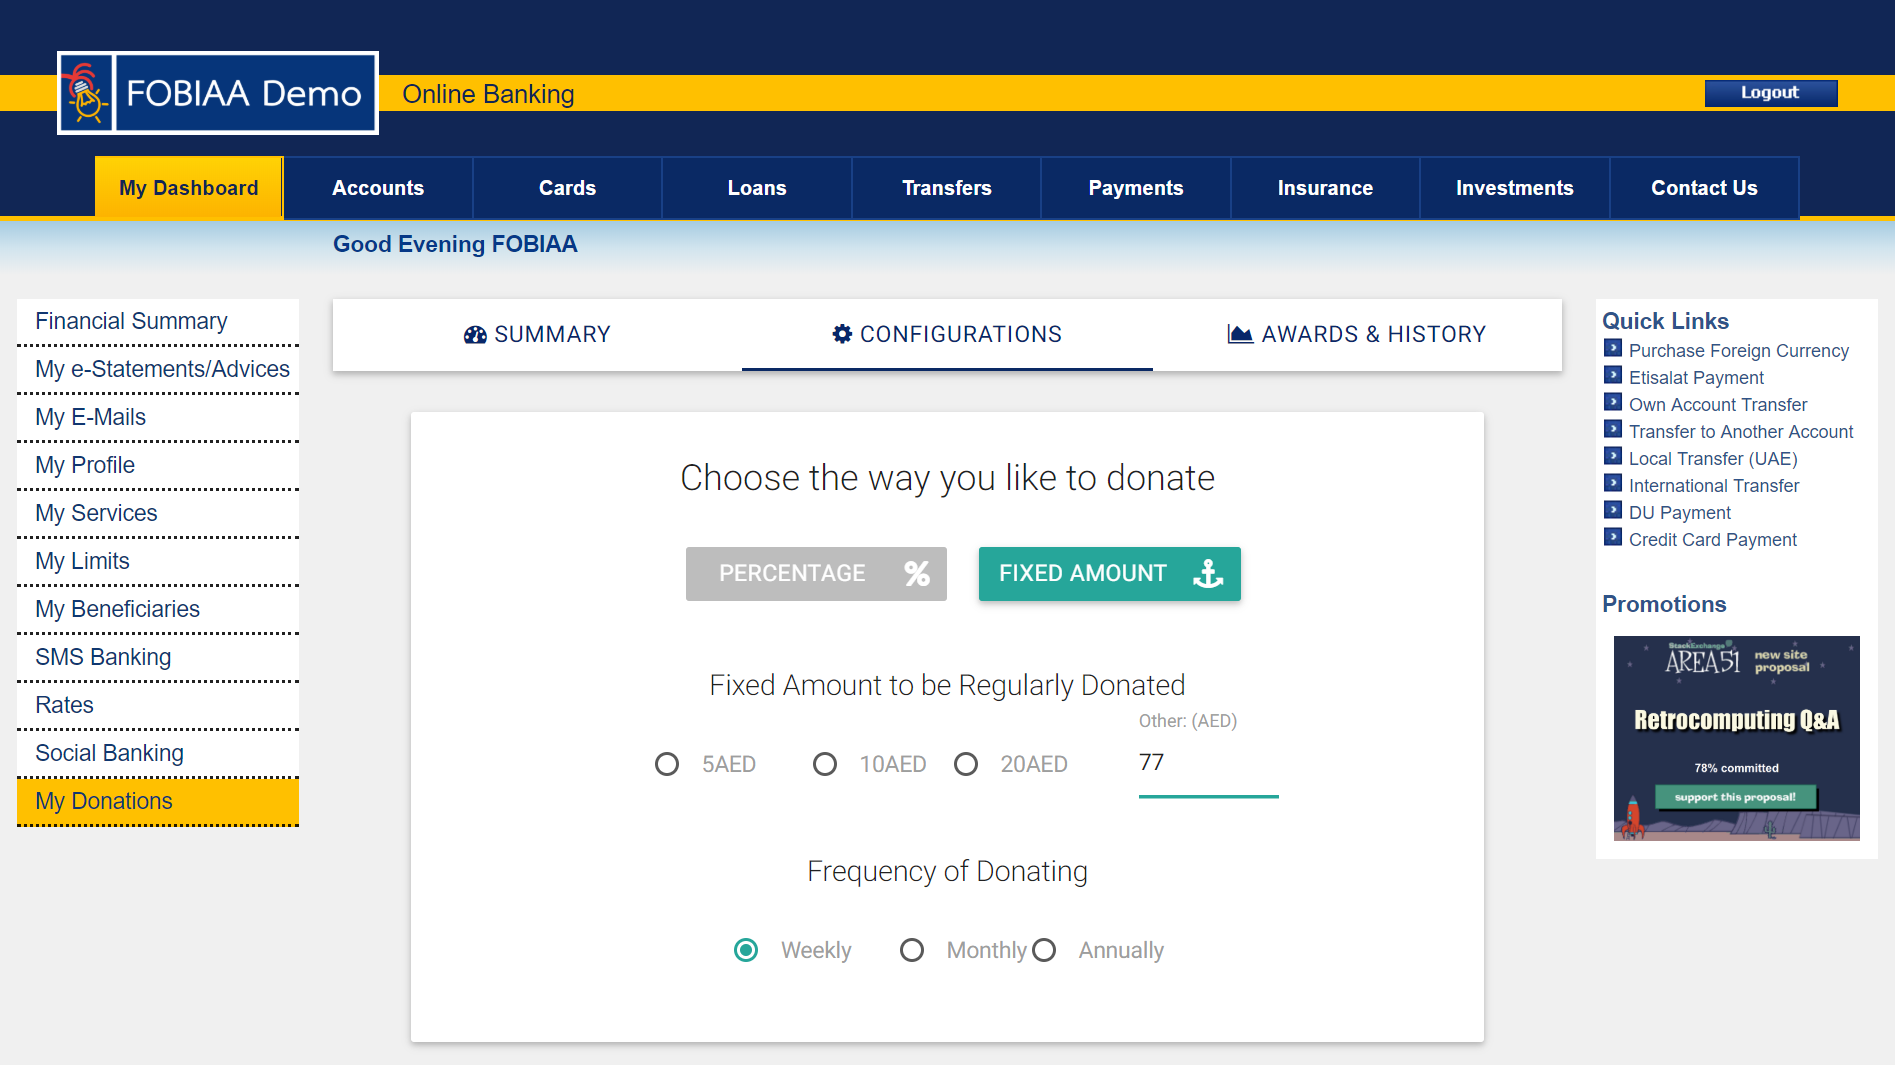 FOBIAA Demo
Online Banking
Logout
My Dashboard
Accounts
Cards
Loans
Transfers
Payments
Insurance
Investments
Contact Us
Good Evening FOBIAA
Financial Summary
My e-Statements/Advices
My E-Mails
My Profile
My Services
My Limits
My Beneficiaries
SMS Banking
Rates
Social Banking
My Donations
SUMMARY
CONFIGURATIONS
AWARDS & HISTORY
Choose the way you like to donate
PERCENTAGE %
FIXED AMOUNT
Fixed Amount to be Regularly Donated
Other: (AED)
5AED
10AED
20AED
77
Frequency of Donating
Weekly
Monthly
Annually
Quick Links
Purchase Foreign Currency
Etisalat Payment
Own Account Transfer
Transfer to Another Account
Local Transfer (UAE)
International Transfer
DU Payment
Credit Card Payment
Promotions
StackExchange
AREA51
new site
proposal
Retrocomputing Q&A
78% committed
support this proposal!